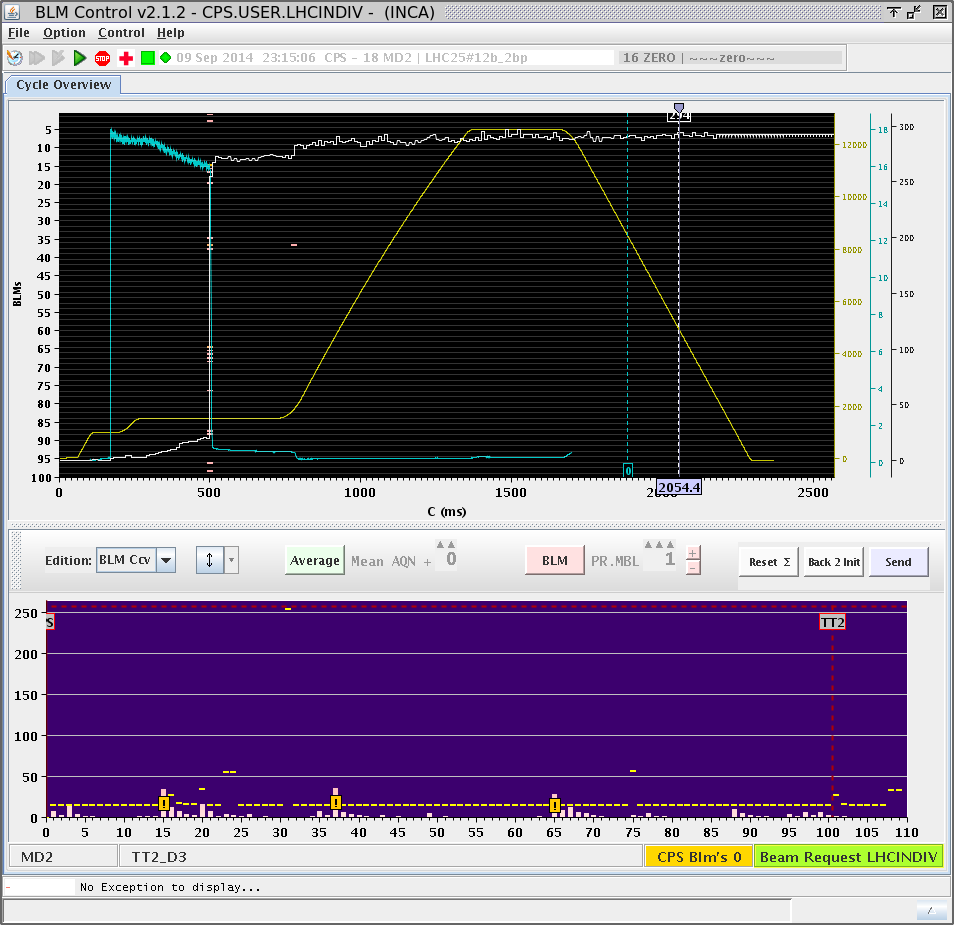 BLM Control v2.1.2 - CPS.USER.LHCINDIV - (INCA)
File Option Control Help
STOP 09 Sep 2014 23:15:06 CPS - 18 MD2 | LHC25#12b_2bp 16 ZERO | ~~~zero~~~
Cycle Overview
294
5 10 15 20 25 30 35 40 45 50 55 60 65 70 75 80 85 90 95 100
BLMs
12000 10000 8000 6000 4000 2000 0
18 16 14 12 10 8 6 4 2 0
300 250 200 150 100 50 0
0
2054.4
0 500 1000 1500 2500
C (ms)
Edition: BLM Ccv Average Mean AQN + 0 BLM PR.MBL 1 + - Reset Σ Back 2 Init Send
250 200 150 100 50 0
PS TT2
! ! !
0 5 10 15 20 25 30 35 40 45 50 55 60 65 70 75 80 85 90 95 100 105 110
MD2 TT2_D3 CPS Blm's 0 Beam Request LHCINDIV
- No Exception to display...